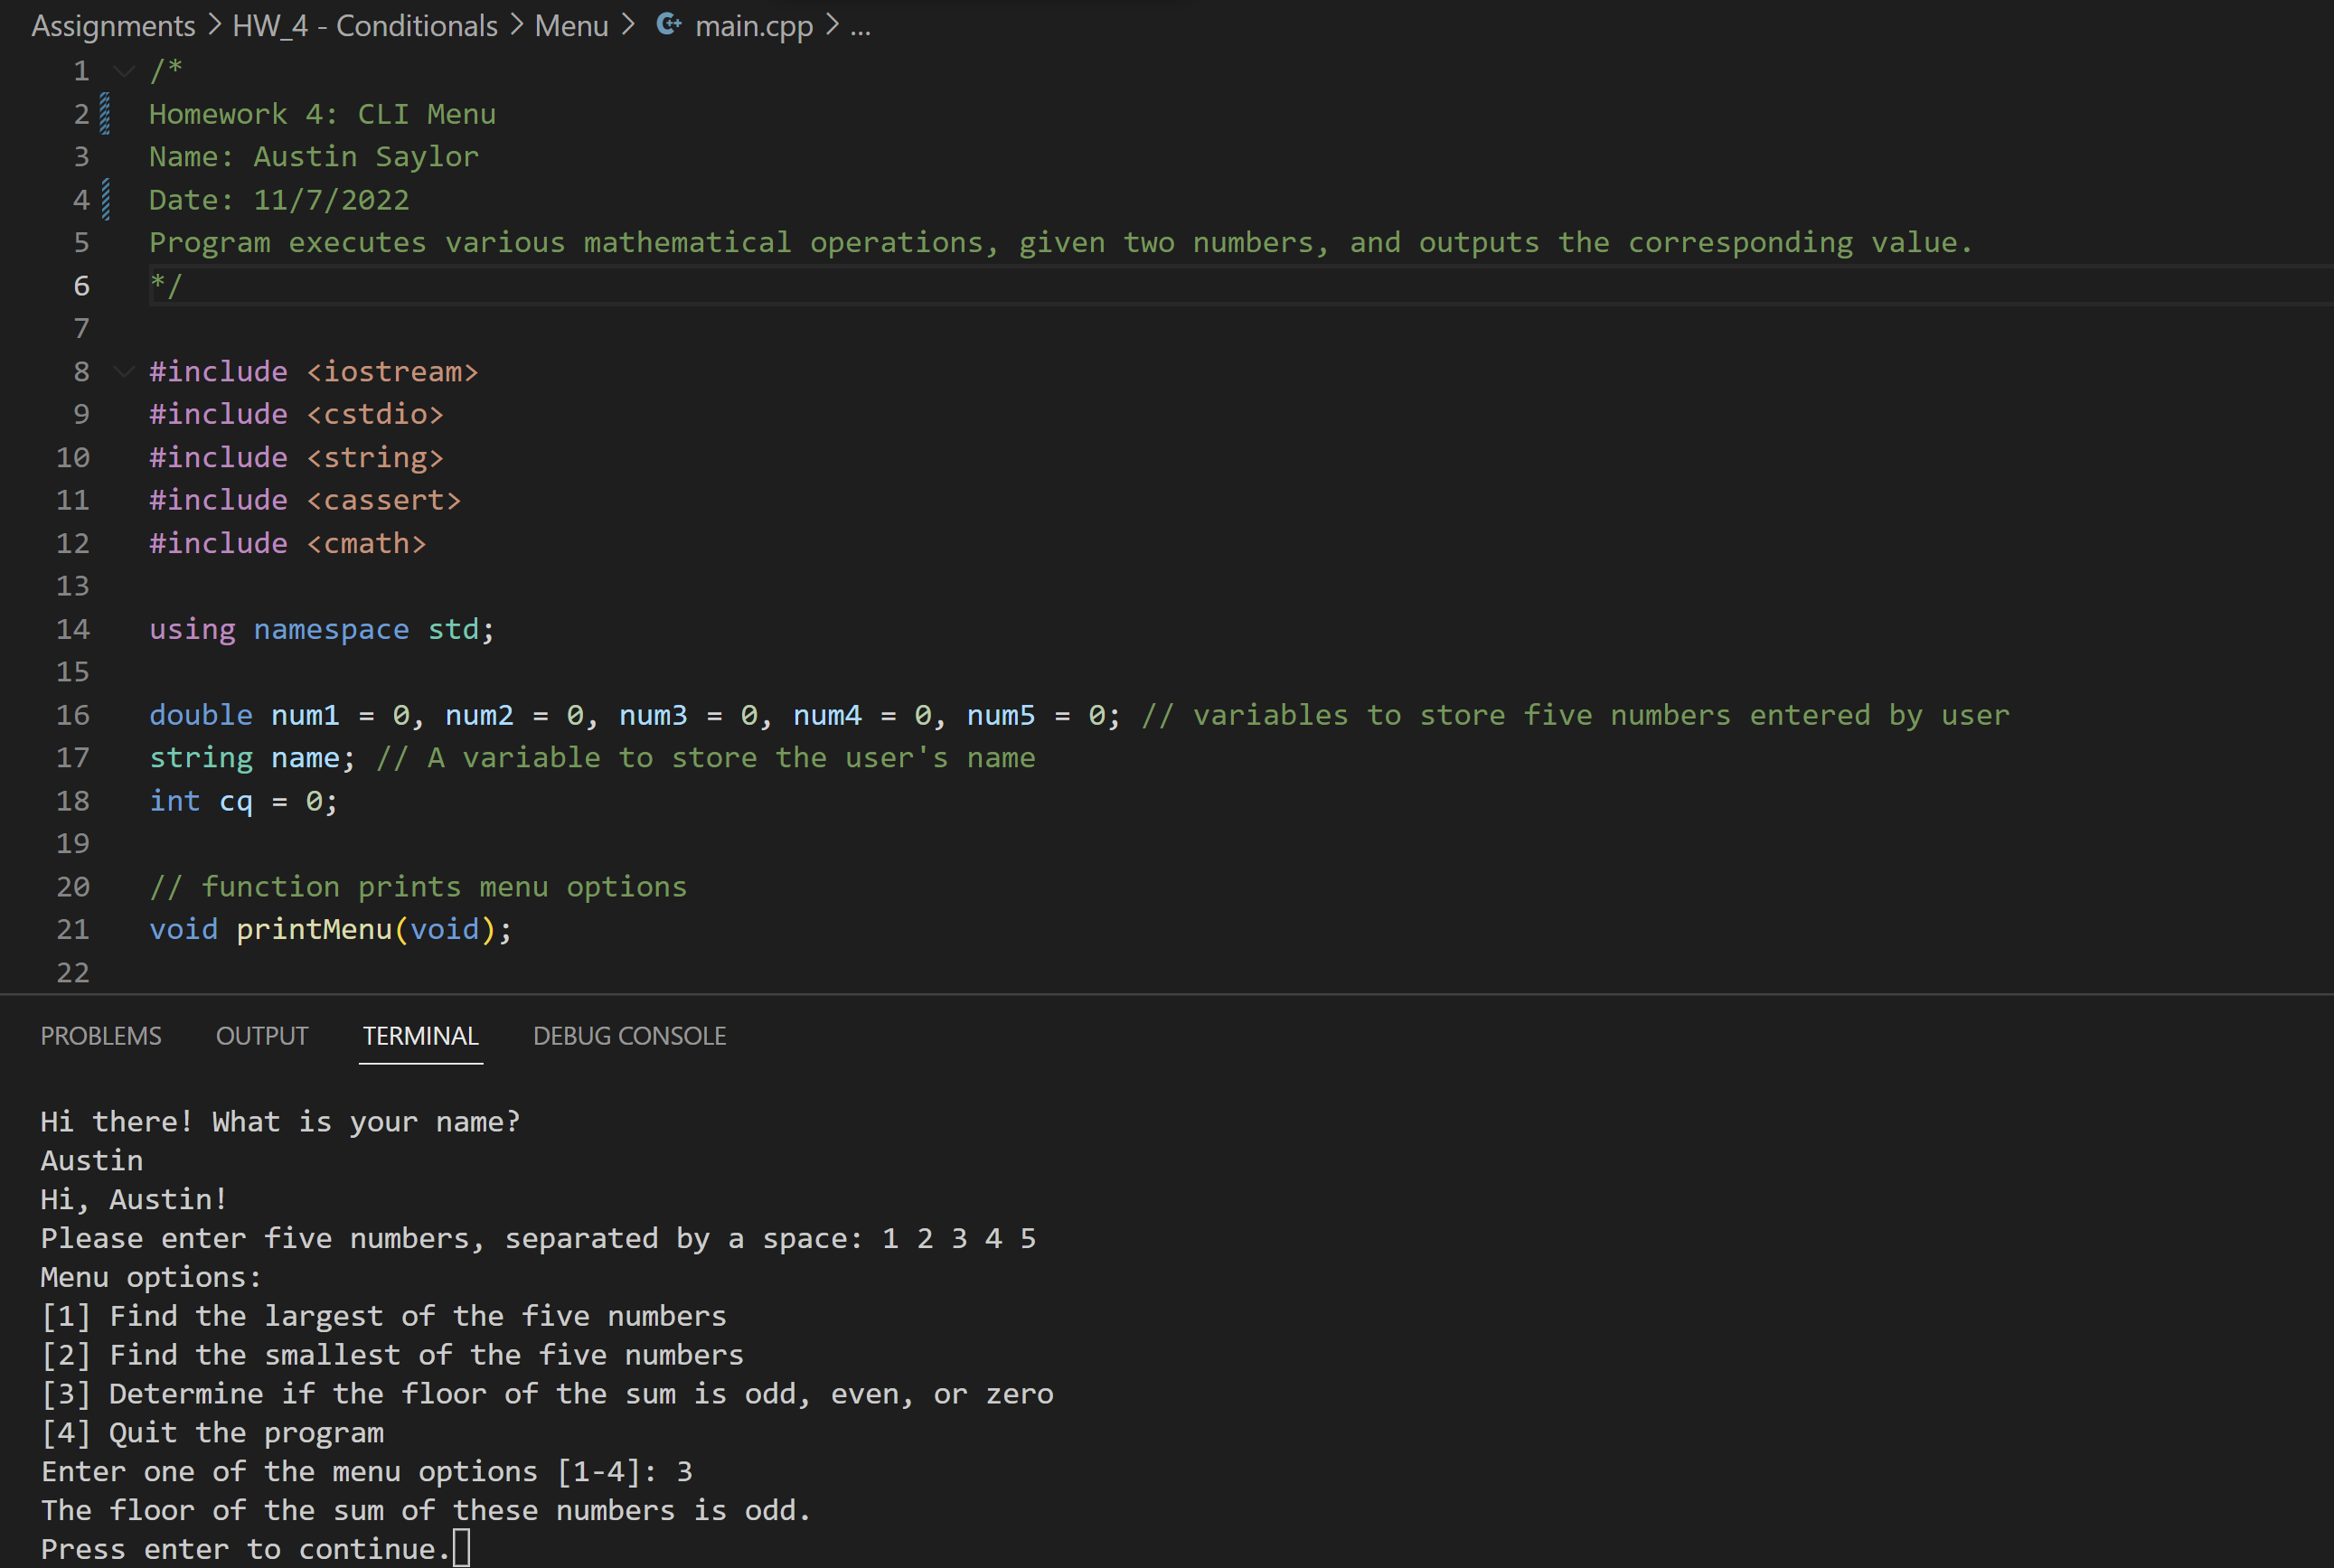 Assignments > HW_4 - Conditionals > Menu > main.cpp > ...
1 /*
2 Homework 4: CLI Menu
3 Name: Austin Saylor
4 Date: 11/7/2022
5 Program executes various mathematical operations, given two numbers, and outputs the corresponding value.
6 */
7
8 #include <iostream>
9 #include <cstdio>
10 #include <string>
11 #include <cassert>
12 #include <cmath>
13
14 using namespace std;
15
16 double num1 = 0, num2 = 0, num3 = 0, num4 = 0, num5 = 0; // variables to store five numbers entered by user
17 string name; // A variable to store the user's name
18 int cq = 0;
19
20 // function prints menu options
21 void printMenu(void);
22
PROBLEMS OUTPUT TERMINAL DEBUG CONSOLE
Hi there! What is your name?
Austin
Hi, Austin!
Please enter five numbers, separated by a space: 1 2 3 4 5
Menu options:
[1] Find the largest of the five numbers
[2] Find the smallest of the five numbers
[3] Determine if the floor of the sum is odd, even, or zero
[4] Quit the program
Enter one of the menu options [1-4]: 3
The floor of the sum of these numbers is odd.
Press enter to continue.